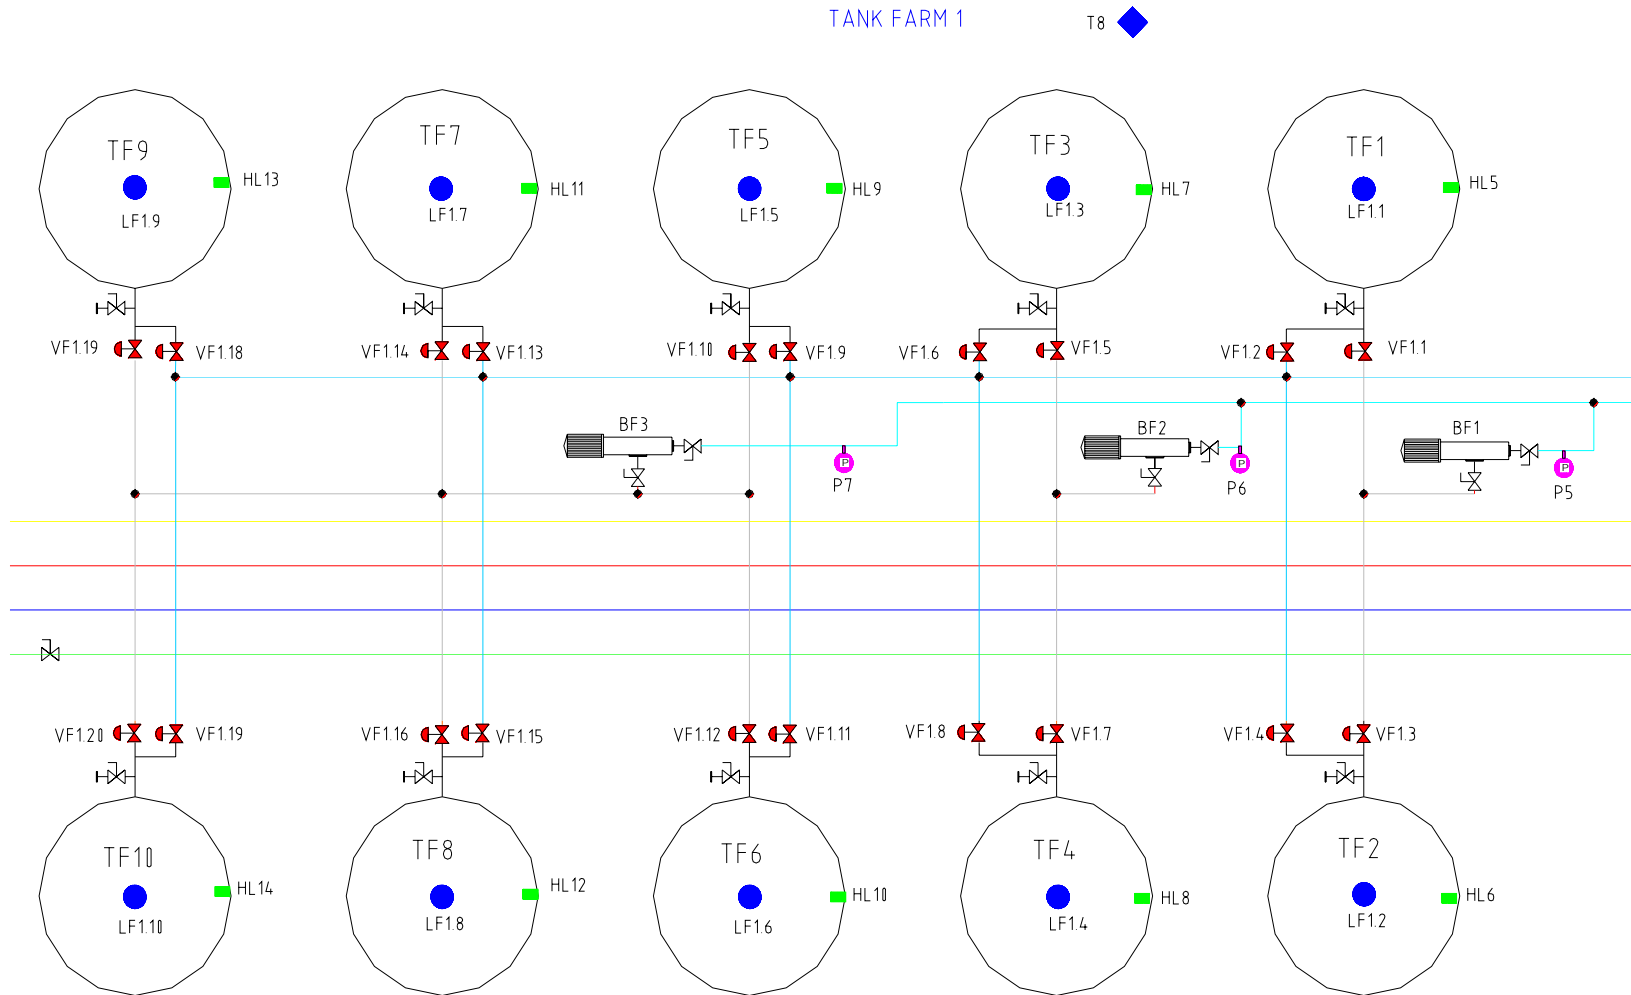 TANK FARM 1
T8
TF9
TF7
TF5
TF3
TF1
HL13
HL11
HL9
HL7
HL5
LF1.9
LF1.7
LF1.5
LF1.3
LF1.1
VF1.19
VF1.18
VF1.14
VF1.13
VF1.10
VF1.9
VF1.6
VF1.5
VF1.2
VF1.1
BF3
BF2
BF1
P
P
P
P7
P6
P5
VF1.20
VF1.19
VF1.16
VF1.15
VF1.12
VF1.11
VF1.8
VF1.7
VF1.4
VF1.3
TF10
TF8
TF6
TF4
TF2
HL14
HL12
HL10
HL8
HL6
LF1.10
LF1.8
LF1.6
LF1.4
LF1.2